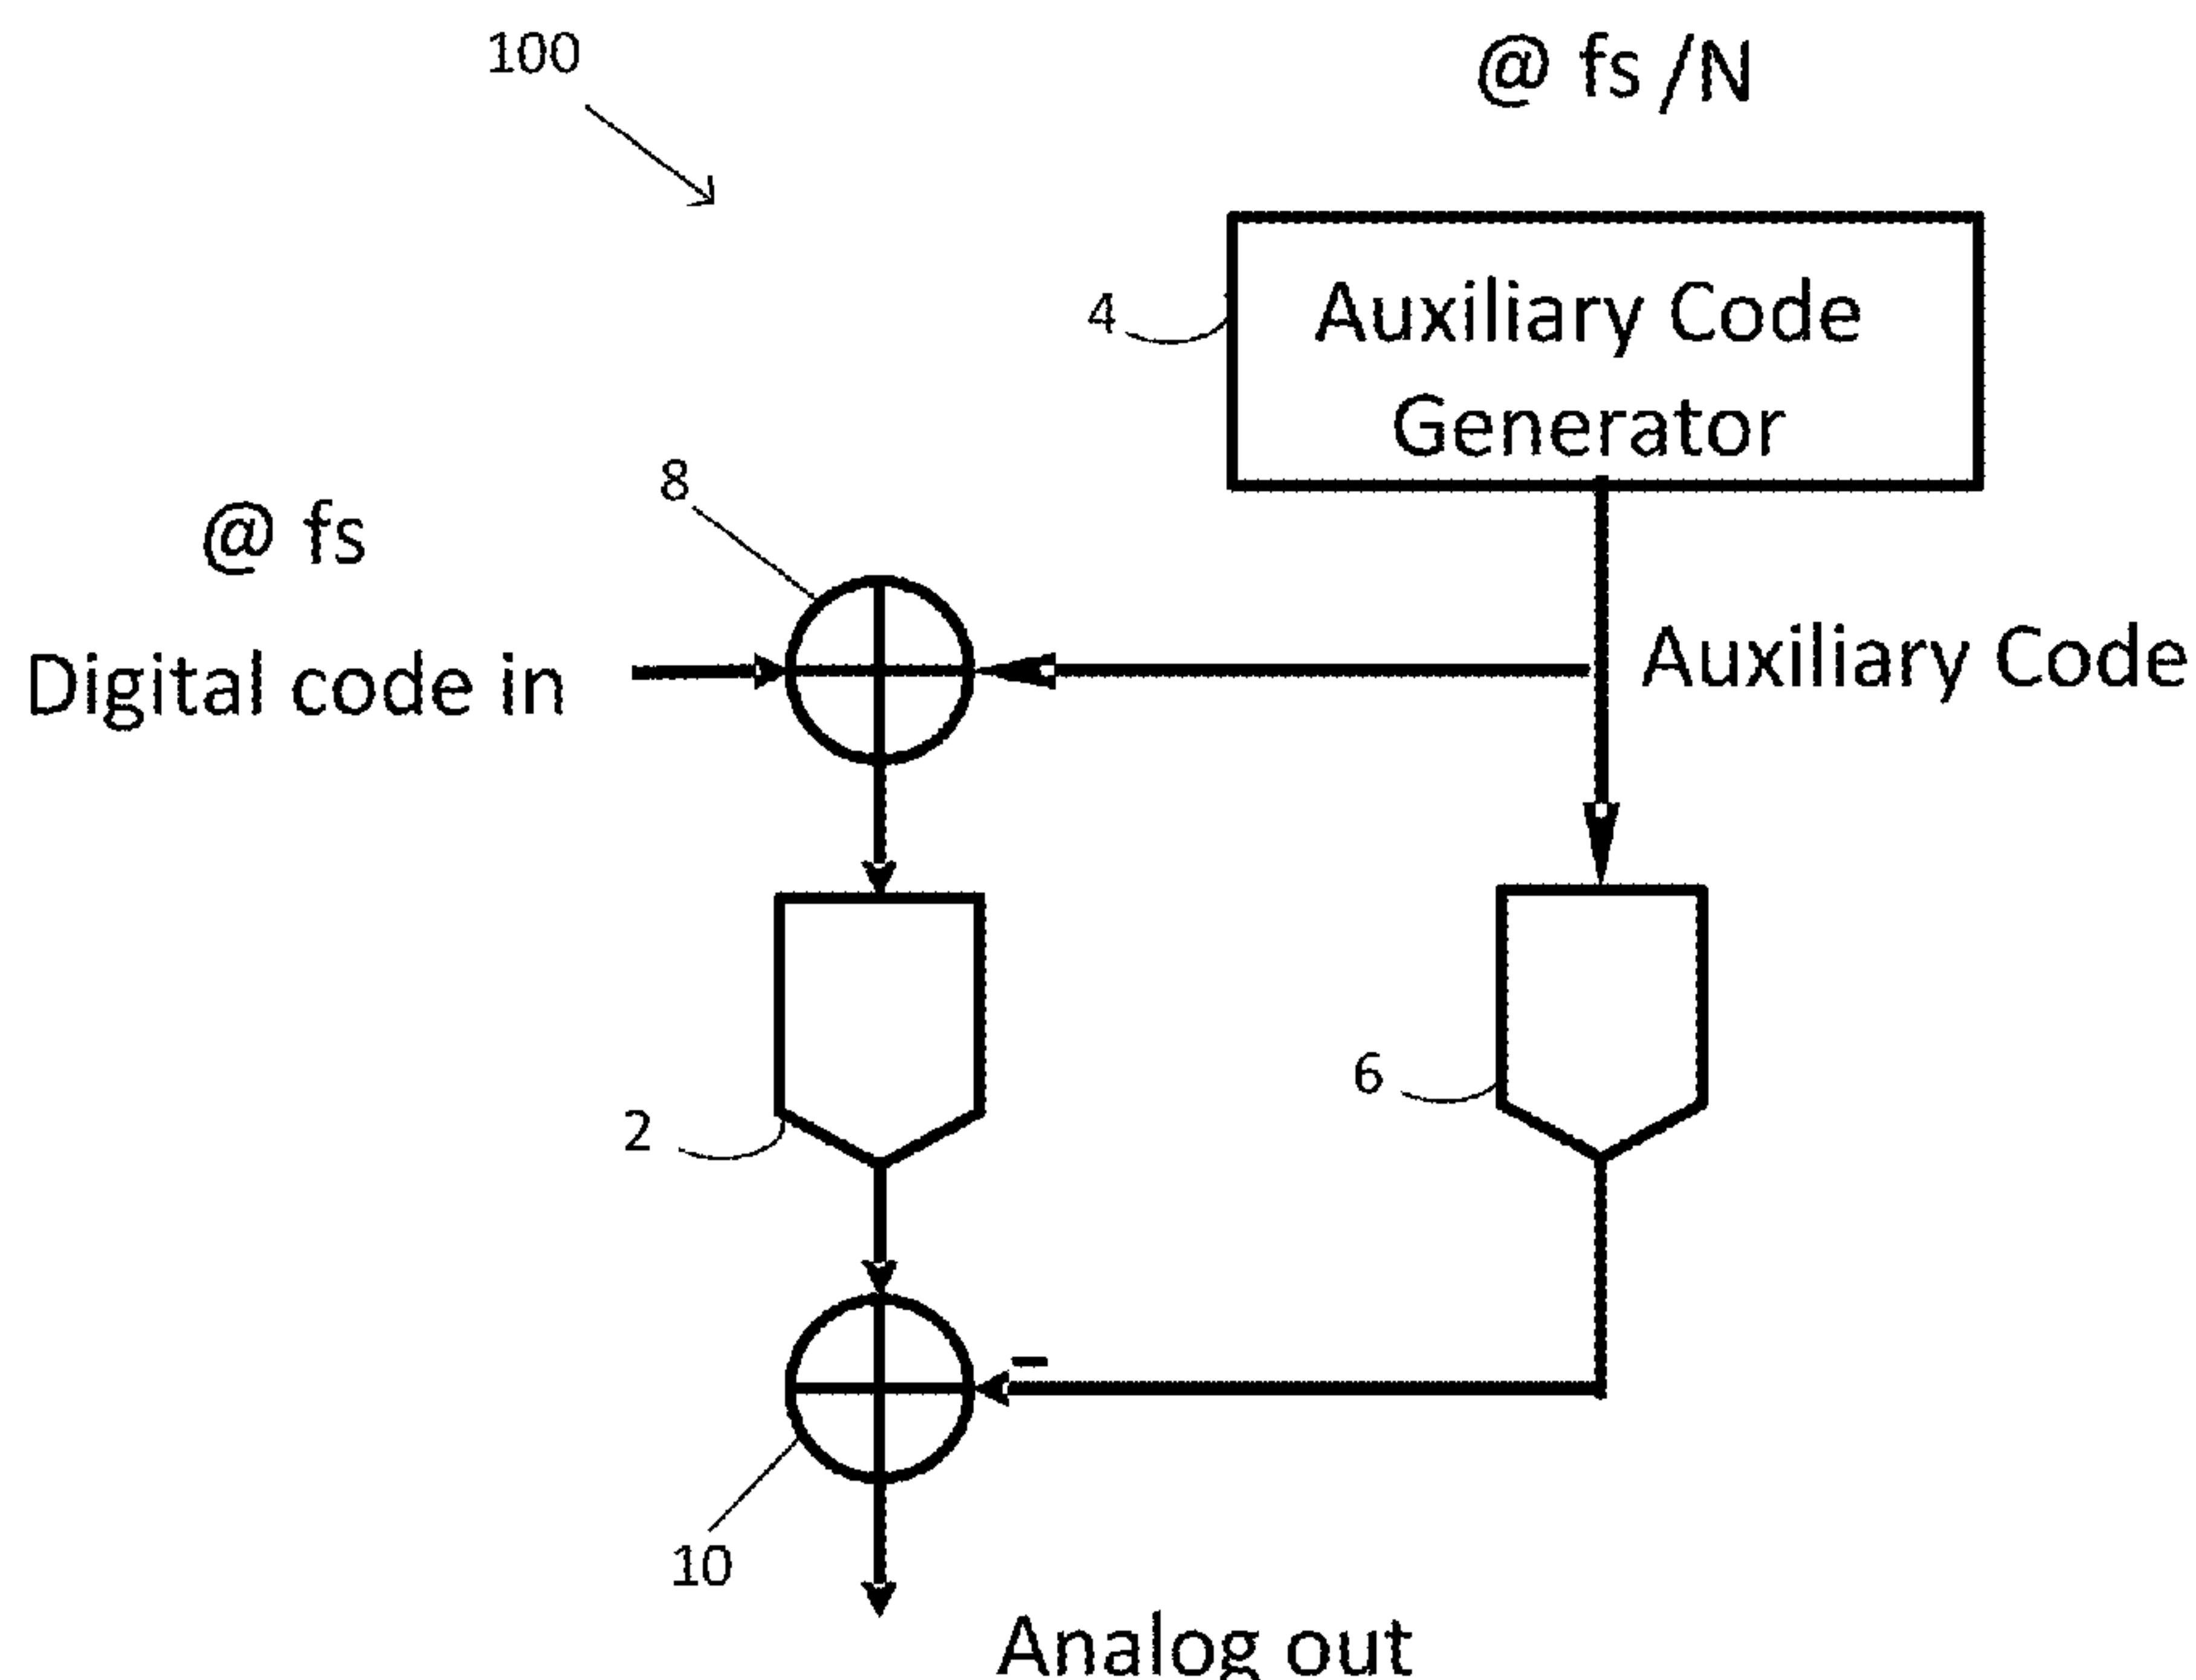 100
@ fs /N
4
Auxiliary Code
Generator
8
@ fs
Digital code in
Auxiliary Code
6
2
–
10
Analog out